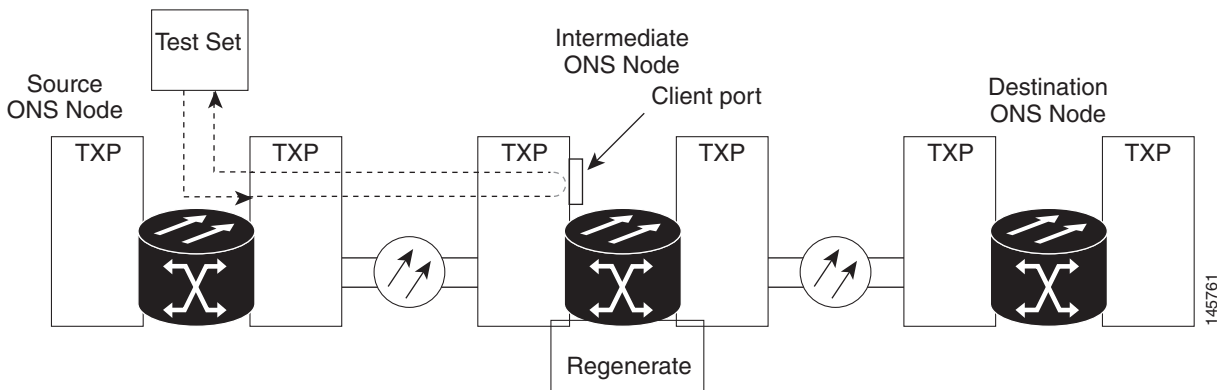 Test Set
Source
ONS Node
Intermediate
ONS Node
Client port
Destination
ONS Node
TXP
TXP
TXP
TXP
TXP
TXP
Regenerate
145761